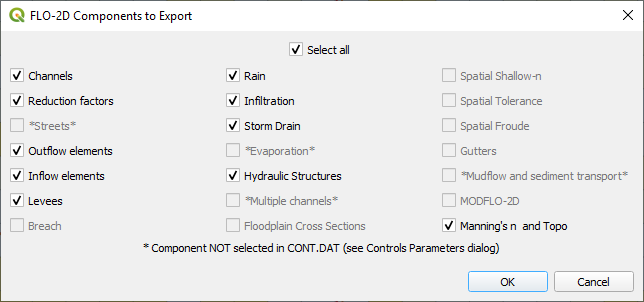 FLO-2D Components to Export
Select all
Channels
Rain
Spatial Shallow-n
Reduction factors
Infiltration
Spatial Tolerance
*Streets*
Storm Drain
Spatial Froude
Outflow elements
*Evaporation*
Gutters
Inflow elements
Hydraulic Structures
*Mudflow and sediment transport*
Levees
*Multiple channels*
MODFLO-2D
Breach
Floodplain Cross Sections
Manning's n and Topo
* Component NOT selected in CONT.DAT (see Controls Parameters dialog)
OK
Cancel